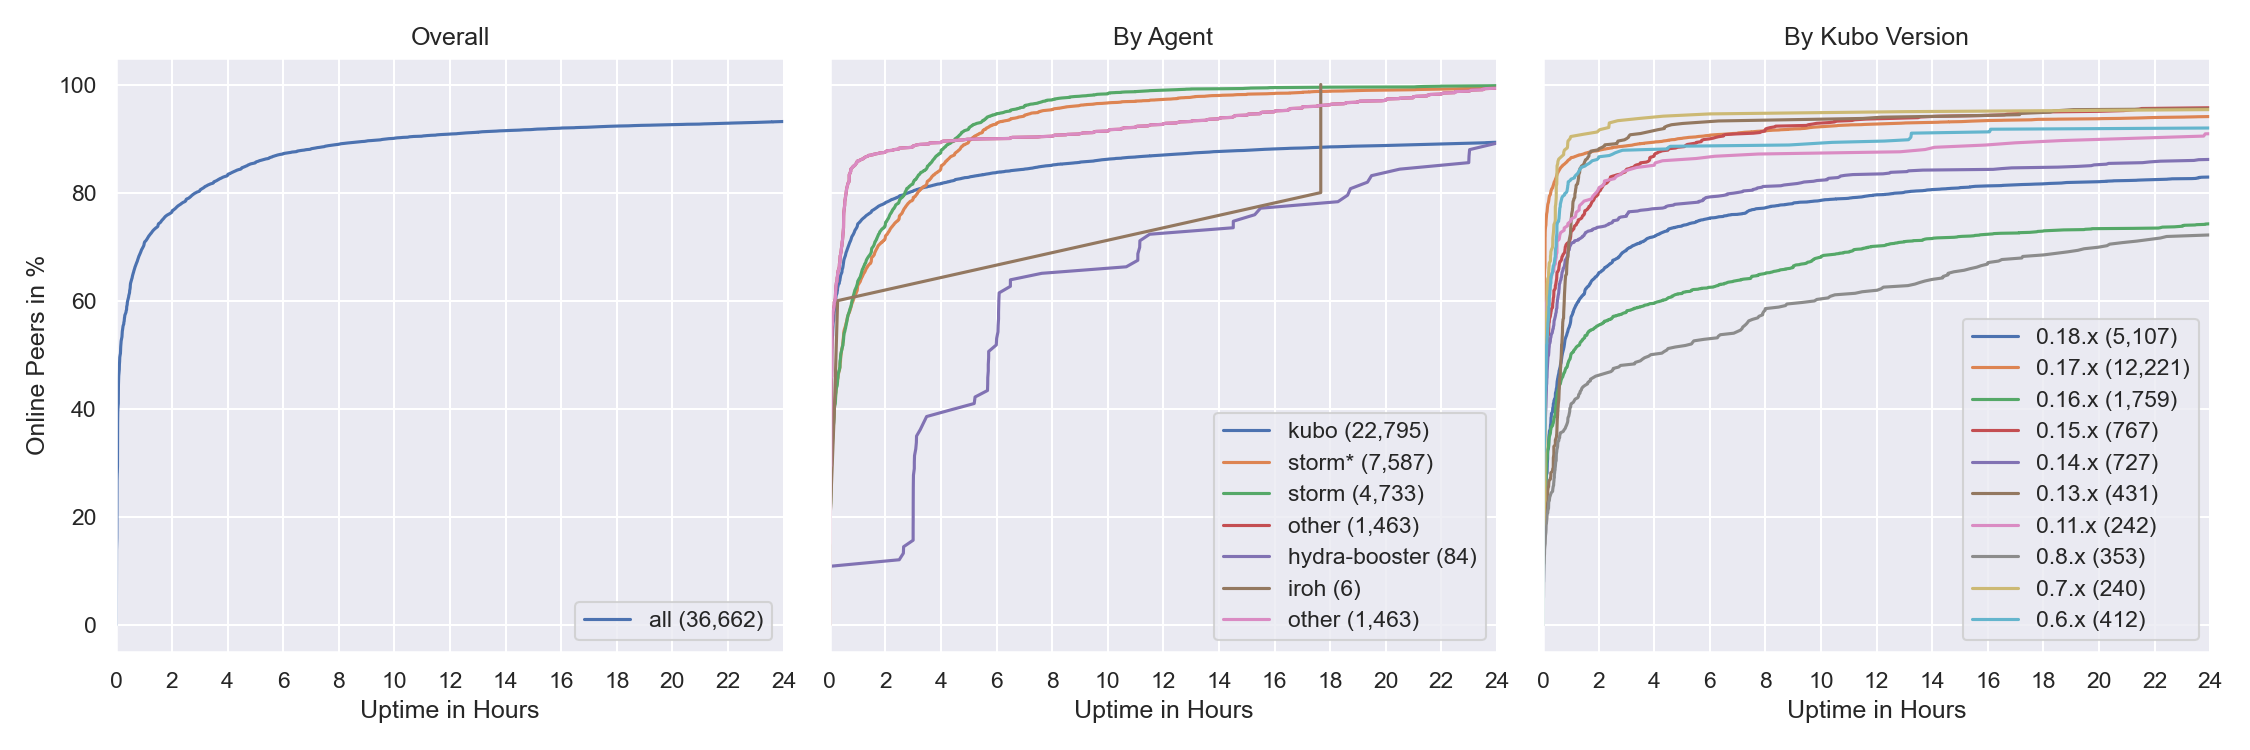 Overall
Online Peers in %
100
80
60
40
20
0
all (36,662)
0 2 4 6 8 10 12 14 16 18 20 22 24
Uptime in Hours
By Agent
kubo (22,795)
storm* (7,587)
storm (4,733)
other (1,463)
hydra-booster (84)
iroh (6)
other (1,463)
0 2 4 6 8 10 12 14 16 18 20 22 24
Uptime in Hours
By Kubo Version
0.18.x (5,107)
0.17.x (12,221)
0.16.x (1,759)
0.15.x (767)
0.14.x (727)
0.13.x (431)
0.11.x (242)
0.8.x (353)
0.7.x (240)
0.6.x (412)
0 2 4 6 8 10 12 14 16 18 20 22 24
Uptime in Hours